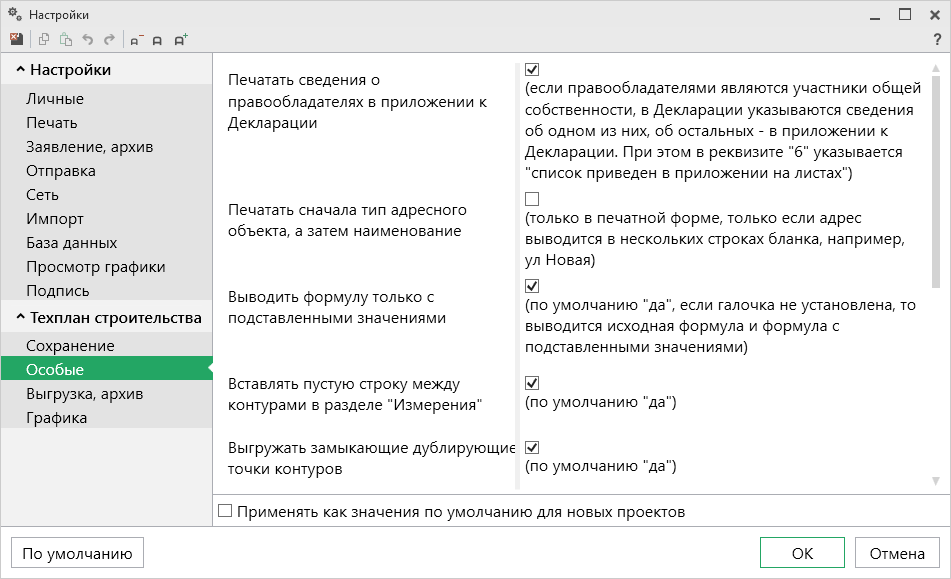 Настройки
?
Настройки
Личные
Печать
Заявление, архив
Отправка
Сеть
Импорт
База данных
Просмотр графики
Подпись
Техплан строительства
Сохранение
Особые
Выгрузка, архив
Графика
Печатать сведения о
правообладателях в приложении к
Декларации
(если правообладателями являются участники общей
собственности, в Декларации указываются сведения
об одном из них, об остальных - в приложении к
Декларации. При этом в реквизите "6" указывается
"список приведен в приложении на листах")
Печатать сначала тип адресного
объекта, а затем наименование
(только в печатной форме, только если адрес
выводится в нескольких строках бланка, например,
ул Новая)
Выводить формулу только с
подставленными значениями
(по умолчанию "да", если галочка не установлена, то
выводится исходная формула и формула с
подставленными значениями)
Вставлять пустую строку между
контурами в разделе "Измерения"
(по умолчанию "да")
Выгружать замыкающие дублирующие
точки контуров
(по умолчанию "да")
Применять как значения по умолчанию для новых проектов
По умолчанию
ОК
Отмена